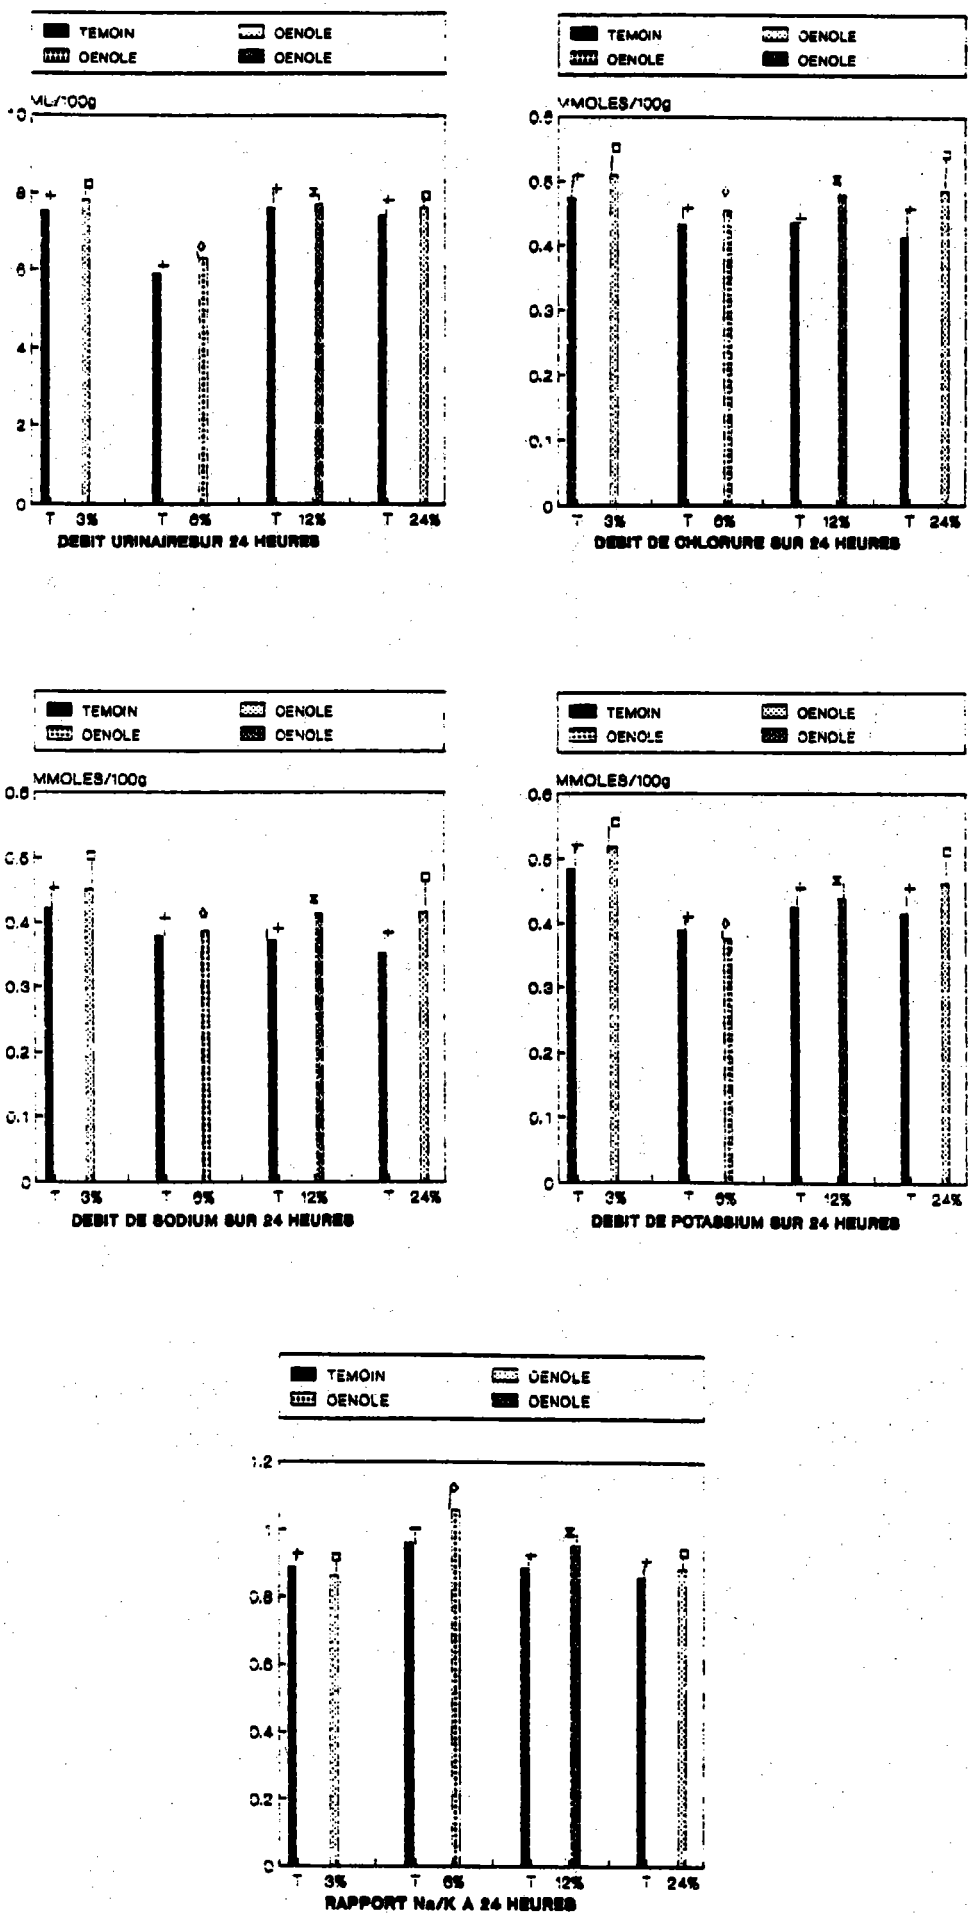 TEMOIN OENOLE
OENOLE OENOLE
ML/100g
10
8
6
4
2
0
T 3% T 6% T 12% T 24%
DEBIT URINAIRESUR 24 HEURES
TEMOIN OENOLE
OENOLE OENOLE
MMOLES/100g
0.6
0.5
0.4
0.3
0.2
0.1
0
T 3% T 6% T 12% T 24%
DEBIT DE CHLORURE SUR 24 HEURES
TEMOIN OENOLE
OENOLE OENOLE
MMOLES/100g
0.6
0.5
0.4
0.3
0.2
0.1
0
T 3% T 6% T 12% T 24%
DEBIT DE SODIUM SUR 24 HEURES
TEMOIN OENOLE
OENOLE OENOLE
MMOLES/100g
0.6
0.5
0.4
0.3
0.2
0.1
0
T 3% T 6% T 12% T 24%
DEBIT DE POTASSIUM SUR 24 HEURES
TEMOIN OENOLE
OENOLE OENOLE
1.2
1
0.8
0.6
0.4
0.2
0
T 3% T 6% T 12% T 24%
RAPPORT Na/K A 24 HEURES